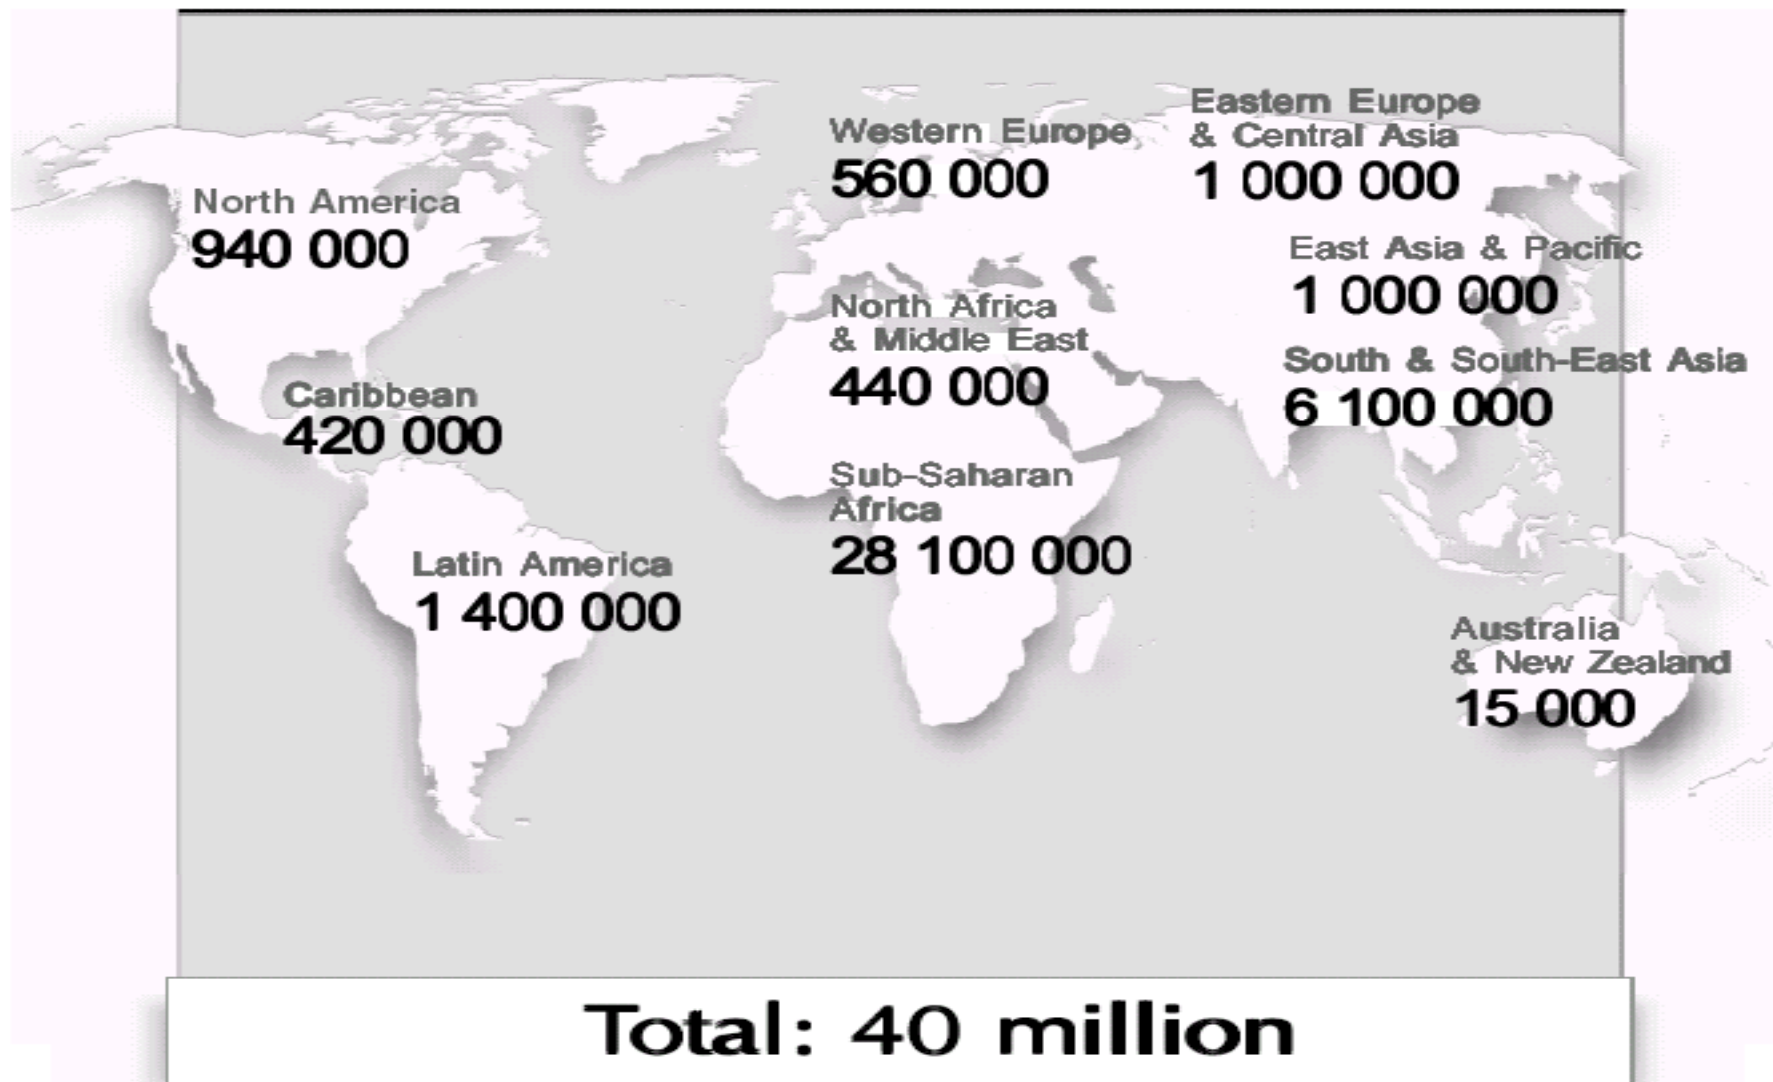 Eastern Europe
& Central Asia
1 000 000
Western Europe
560 000
North America
940 000
East Asia & Pacific
1 000 000
North Africa
& Middle East
440 000
South & South-East Asia
6 100 000
Caribbean
420 000
Sub-Saharan
Africa
28 100 000
Latin America
1 400 000
Australia
& New Zealand
15 000
Total: 40 million